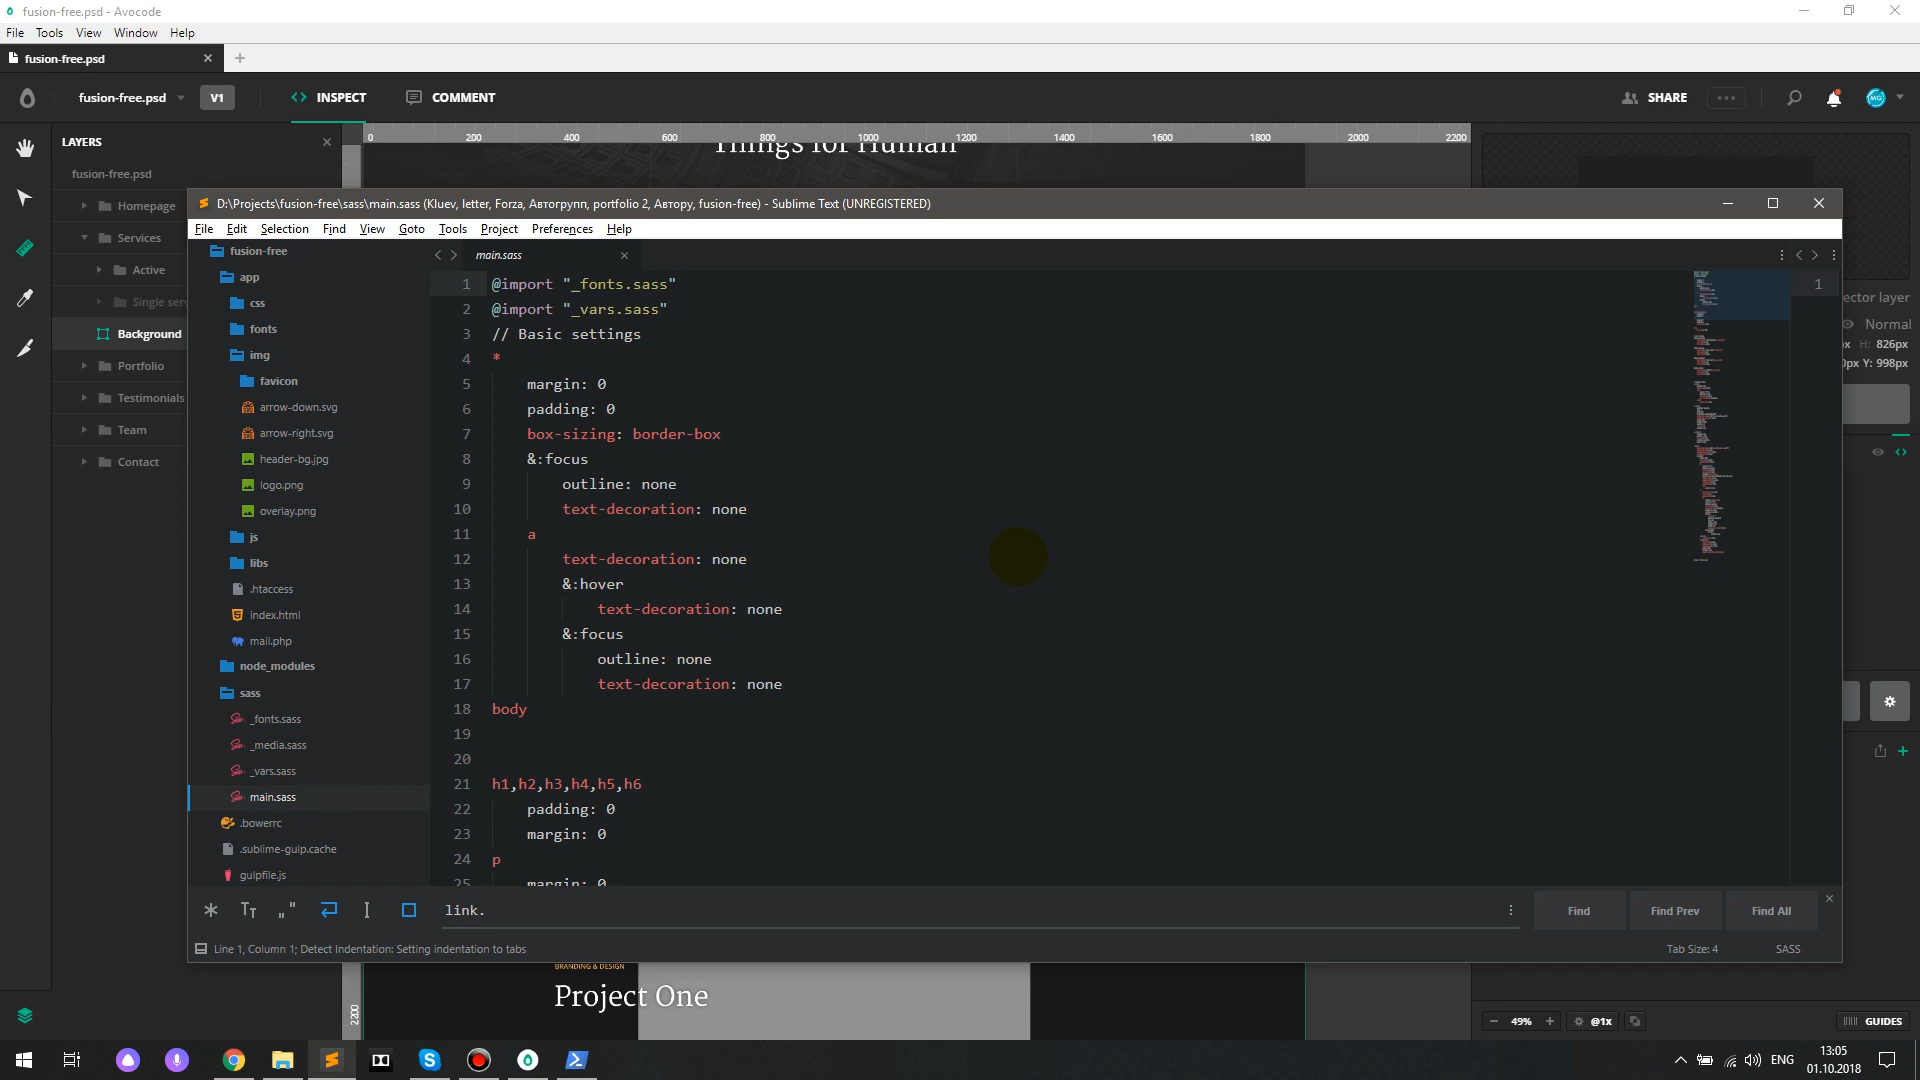 fusion-free.psd - Avocode
File Tools View Window Help
fusion-free.psd
fusion-free.psd V1 INSPECT COMMENT SHARE MG
LAYERS
0 200 400 600 800 1000 1200 1400 1600 1800 2000 2200
Things for Human
fusion-free.psd
Homepage
Services
Active
Single serv
Background
Portfolio
Testimonials
Team
Contact
D:\Projects\fusion-free\sass\main.sass (Kluev, letter, Forza, Автогрупп, portfolio 2, Автору, fusion-free) - Sublime Text (UNREGISTERED)
File Edit Selection Find View Goto Tools Project Preferences Help
fusion-free
app
css
fonts
img
favicon
arrow-down.svg
arrow-right.svg
header-bg.jpg
logo.png
overlay.png
js
libs
.htaccess
index.html
mail.php
node_modules
sass
_fonts.sass
_media.sass
_vars.sass
main.sass
.bowerrc
.sublime-gulp.cache
gulpfile.js
main.sass
1 @import "_fonts.sass"
2 @import "_vars.sass"
3 // Basic settings
4 *
5 margin: 0
6 padding: 0
7 box-sizing: border-box
8 &:focus
9 outline: none
10 text-decoration: none
11 a
12 text-decoration: none
13 &:hover
14 text-decoration: none
15 &:focus
16 outline: none
17 text-decoration: none
18 body
19
20
21 h1,h2,h3,h4,h5,h6
22 padding: 0
23 margin: 0
24 p
25 margin: 0
1
ector layer
Normal
x H: 826px
0px Y: 998px
link.
Find Find Prev Find All
Line 1, Column 1; Detect Indentation: Setting indentation to tabs
Tab Size: 4 SASS
2200
BRANDING & DESIGN
Project One
49% @1x GUIDES
ENG
13:05
01.10.2018